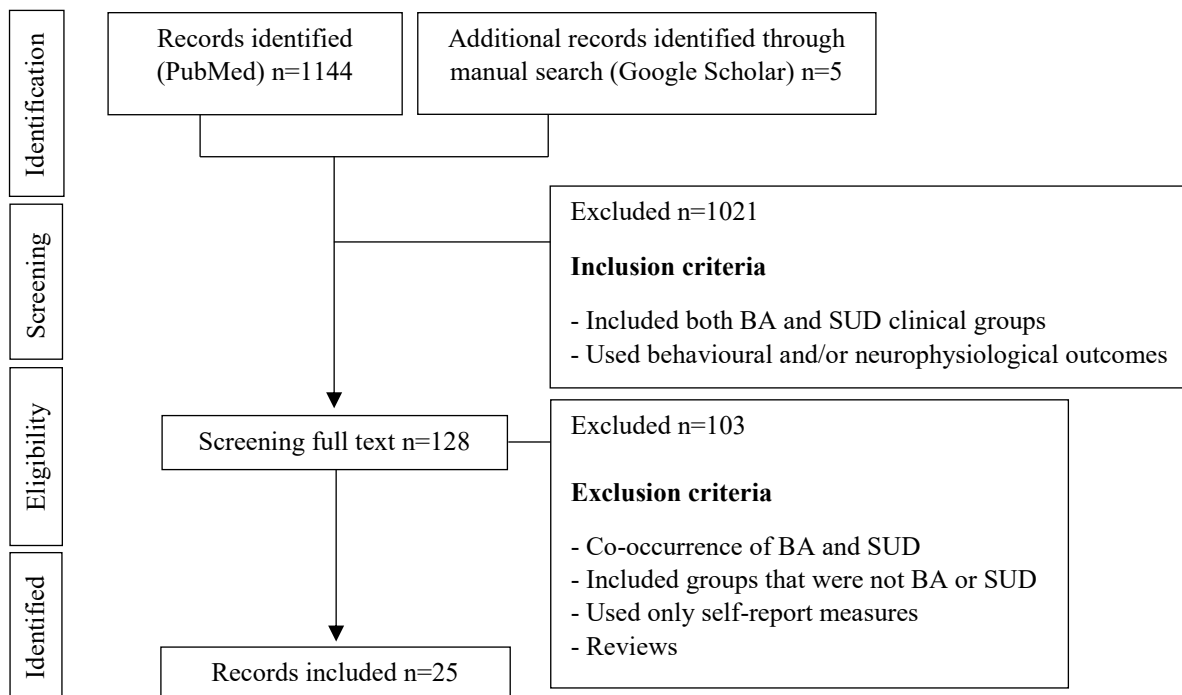 Identification
Records identified
(PubMed) n=1144
Additional records identified through
manual search (Google Scholar) n=5
Screening
Excluded n=1021
Inclusion criteria
- Included both BA and SUD clinical groups
- Used behavioural and/or neurophysiological outcomes
Eligibility
Screening full text n=128
Excluded n=103
Exclusion criteria
- Co-occurrence of BA and SUD
- Included groups that were not BA or SUD
- Used only self-report measures
- Reviews
Identified
Records included n=25